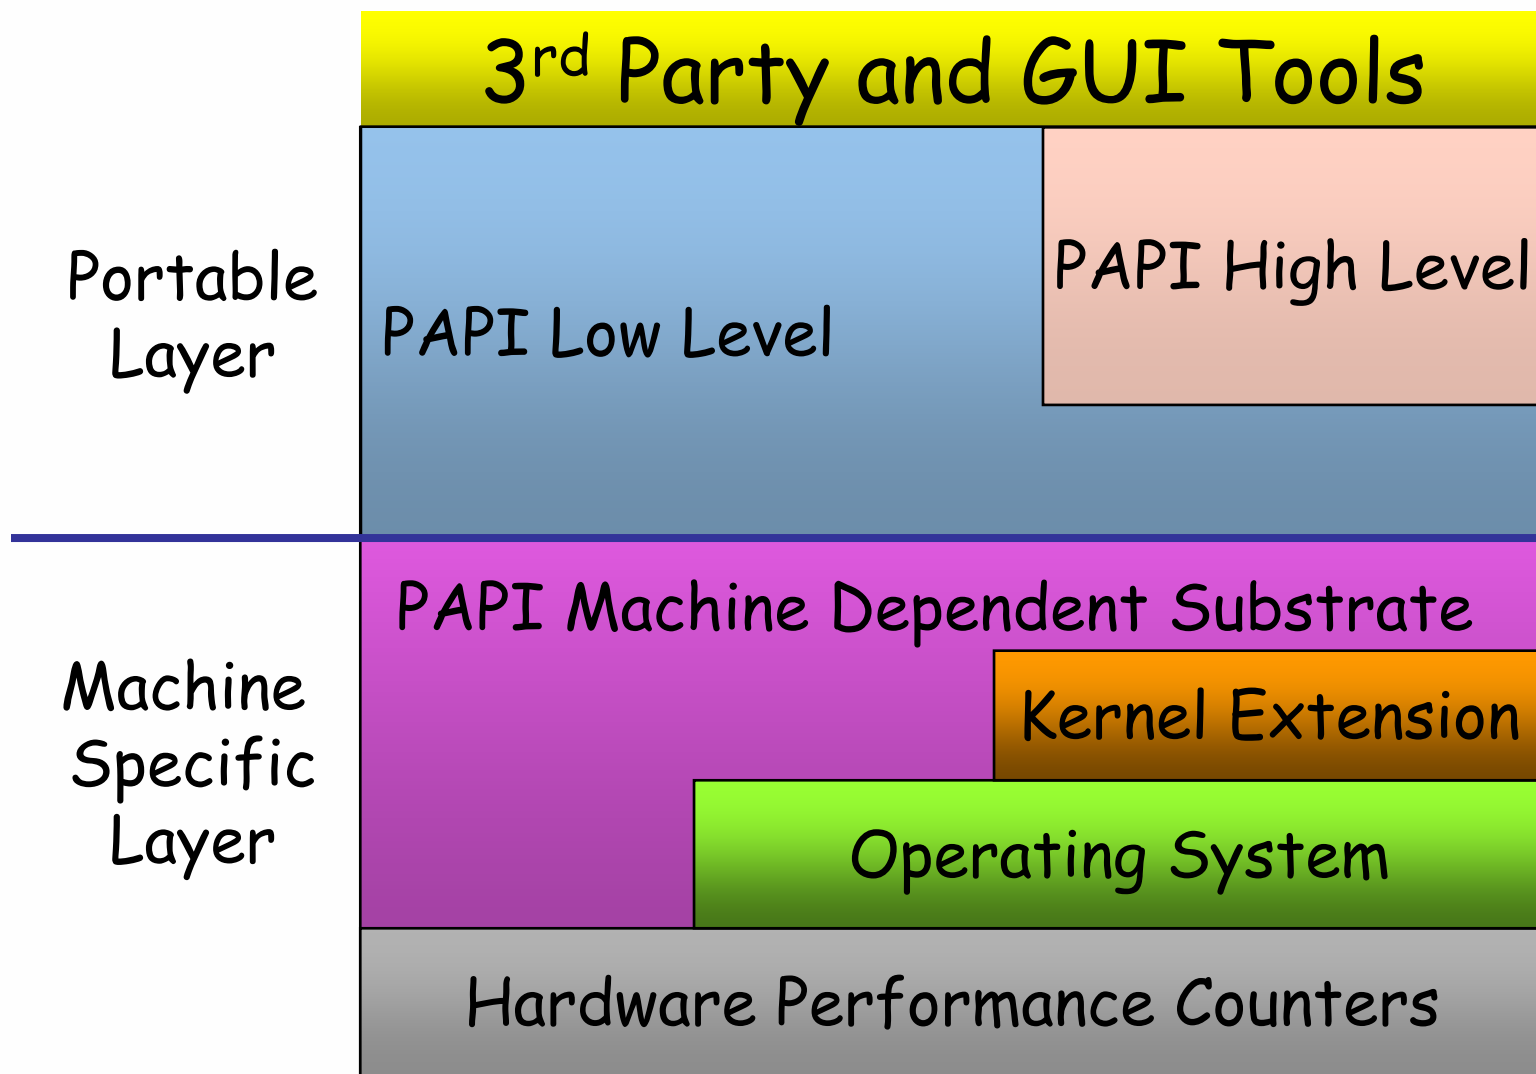 3rd Party and GUI Tools
Portable
Layer
PAPI Low Level
PAPI High Level
Machine
Specific
Layer
PAPI Machine Dependent Substrate
Kernel Extension
Operating System
Hardware Performance Counters